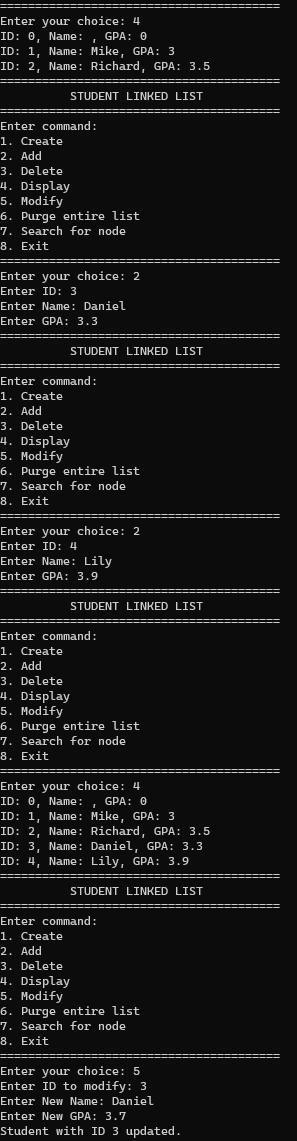 ========================================
Enter your choice: 4
ID: 0, Name: , GPA: 0
ID: 1, Name: Mike, GPA: 3
ID: 2, Name: Richard, GPA: 3.5
========================================
STUDENT LINKED LIST
========================================
Enter command:
1. Create
2. Add
3. Delete
4. Display
5. Modify
6. Purge entire list
7. Search for node
8. Exit
========================================
Enter your choice: 2
Enter ID: 3
Enter Name: Daniel
Enter GPA: 3.3
========================================
STUDENT LINKED LIST
========================================
Enter command:
1. Create
2. Add
3. Delete
4. Display
5. Modify
6. Purge entire list
7. Search for node
8. Exit
========================================
Enter your choice: 2
Enter ID: 4
Enter Name: Lily
Enter GPA: 3.9
========================================
STUDENT LINKED LIST
========================================
Enter command:
1. Create
2. Add
3. Delete
4. Display
5. Modify
6. Purge entire list
7. Search for node
8. Exit
========================================
Enter your choice: 4
ID: 0, Name: , GPA: 0
ID: 1, Name: Mike, GPA: 3
ID: 2, Name: Richard, GPA: 3.5
ID: 3, Name: Daniel, GPA: 3.3
ID: 4, Name: Lily, GPA: 3.9
========================================
STUDENT LINKED LIST
========================================
Enter command:
1. Create
2. Add
3. Delete
4. Display
5. Modify
6. Purge entire list
7. Search for node
8. Exit
========================================
Enter your choice: 5
Enter ID to modify: 3
Enter New Name: Daniel
Enter New GPA: 3.7
Student with ID 3 updated.